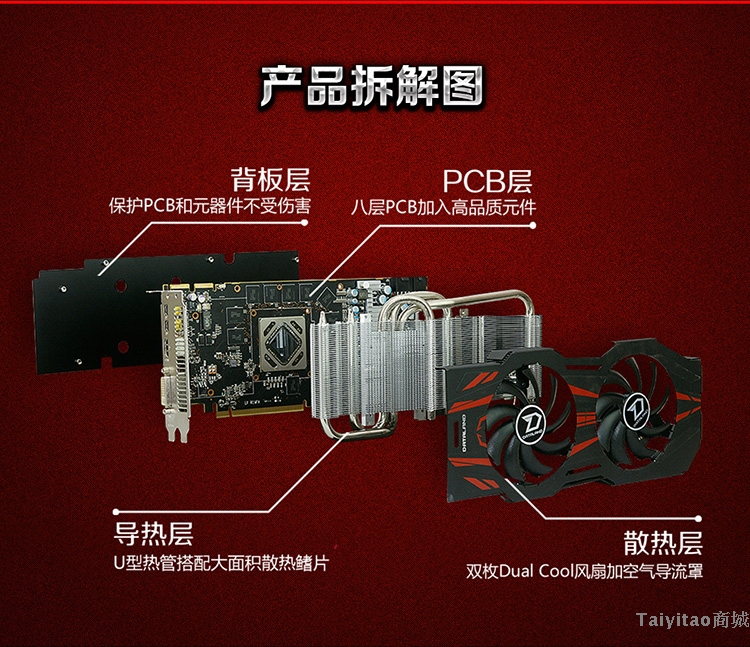 产品拆解图
背板层
保护PCB和元器件不受伤害
PCB层
八层PCB加入高品质元件
DATALAND
DATALAND
导热层
U型热管搭配大面积散热鳍片
散热层
双枚Dual Cool风扇加空气导流罩
Taiyitao商城